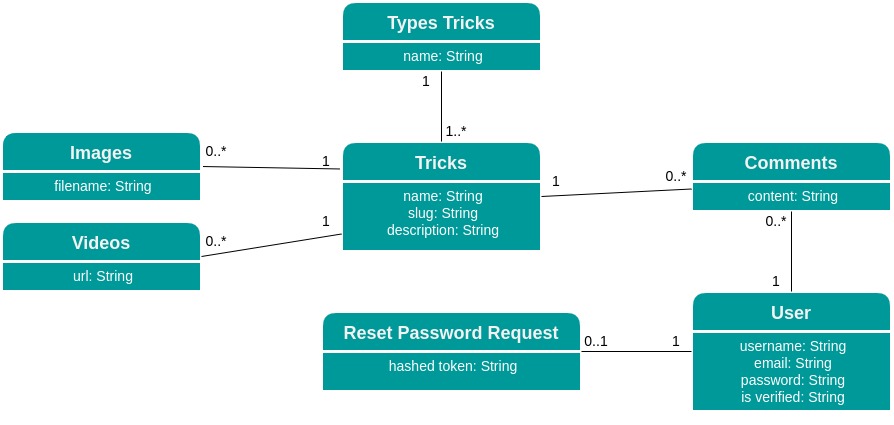 Types Tricks
name: String
1
1..*
Images
filename: String
0..*
1
Tricks
name: String
slug: String
description: String
1
0..*
Comments
content: String
Videos
url: String
0..*
1
0..*
1
Reset Password Request
hashed token: String
0..1
1
User
username: String
email: String
password: String
is verified: String